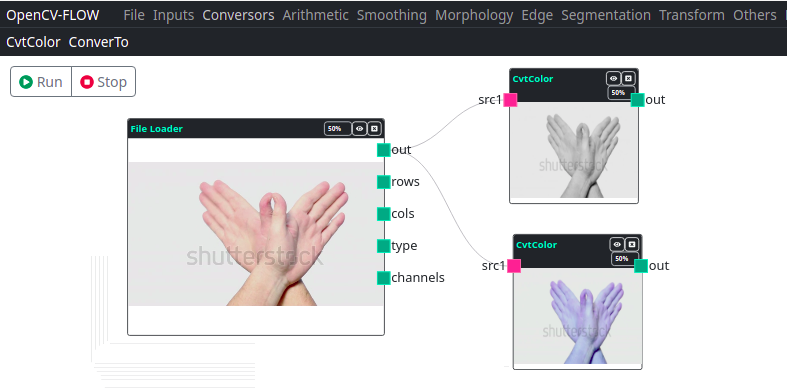 OpenCV-FLOW File Inputs Conversors Arithmetic Smoothing Morphology Edge Segmentation Transform Others
CvtColor ConverTo
Run Stop
CvtColor
50%
src1 out
File Loader 50%
out
rows
cols
type
channels
shutterstock
shutterstock
CvtColor
50%
src1 out
shutterstock